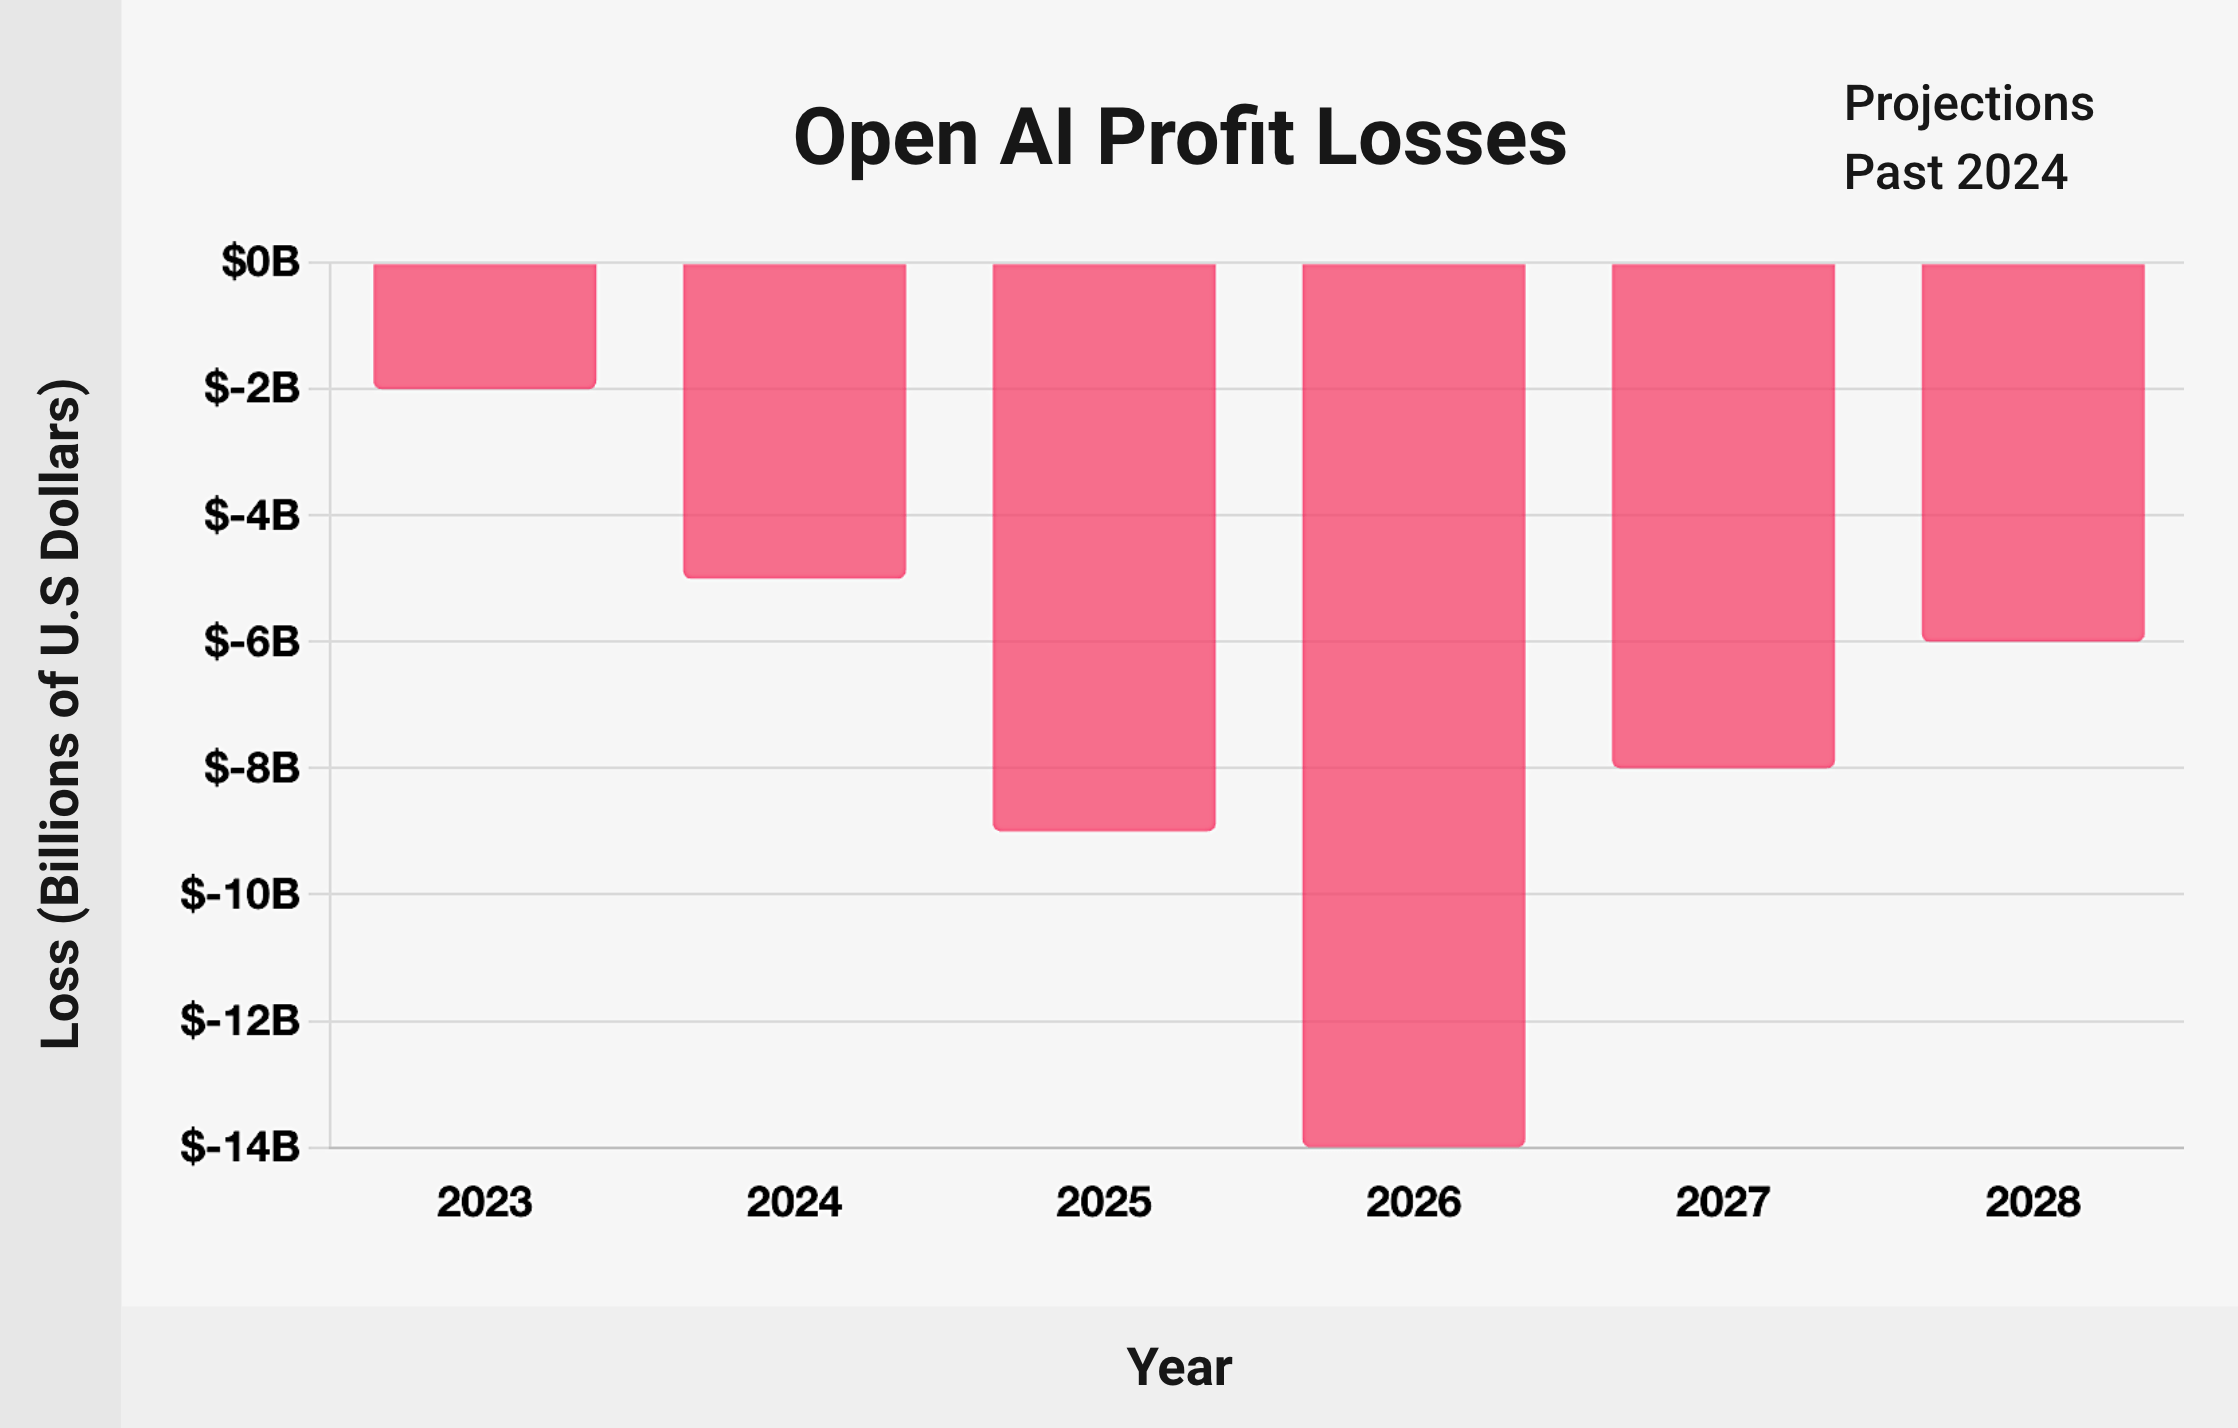 Open AI Profit Losses
Projections
Past 2024
Loss (Billions of U.S Dollars)
$0B
$-2B
$-4B
$-6B
$-8B
$-10B
$-12B
$-14B
2023 2024 2025 2026 2027 2028
Year